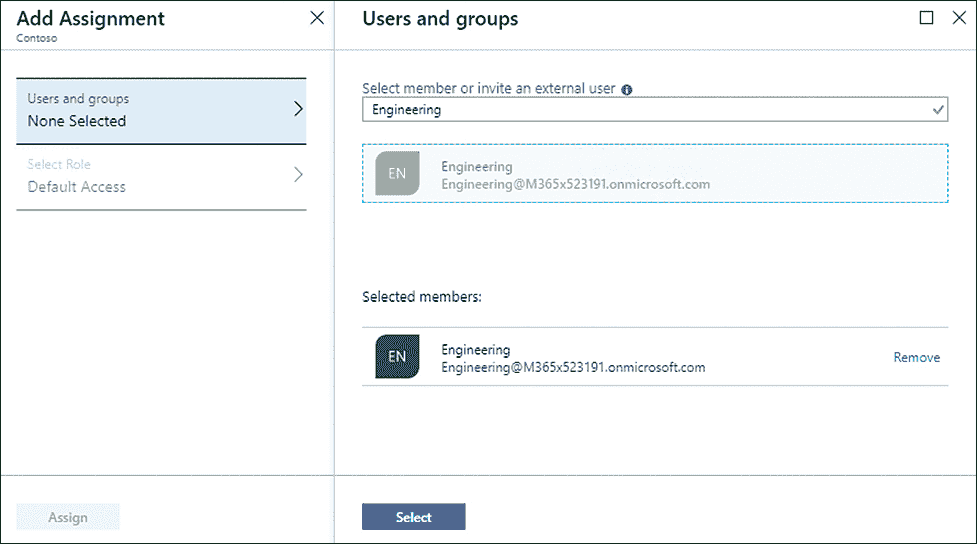 Add Assignment
Contoso
Users and groups
None Selected
Select Role
Default Access
Assign
Users and groups
Select member or invite an external user
Engineering
EN
Engineering
Engineering@M365x523191.onmicrosoft.com
Selected members:
EN
Engineering
Engineering@M365x523191.onmicrosoft.com
Remove
Select